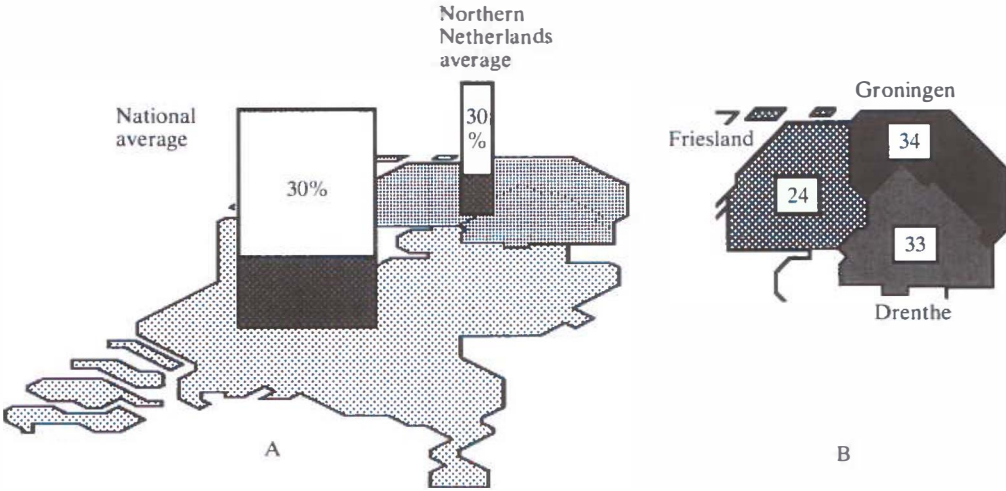 Northern
Netherlands
average
National
average
30%
30
%
A
Groningen
Friesland
34
24
33
Drenthe
B